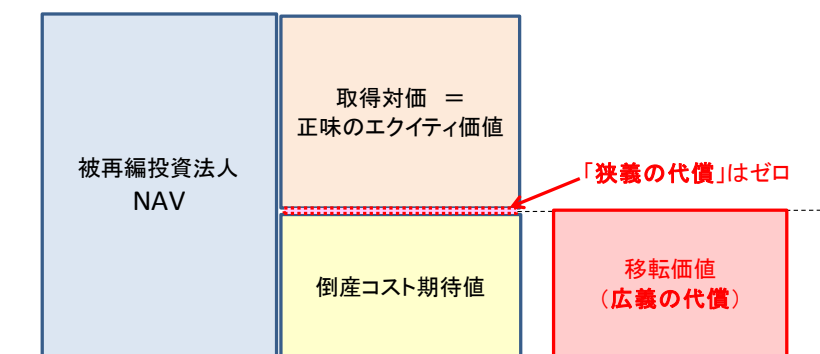 被再編投資法人
NAV
取得対価　＝
正味のエクイティ価値
「狭義の代償」はゼロ
倒産コスト期待値
移転価値
（広義の代償）